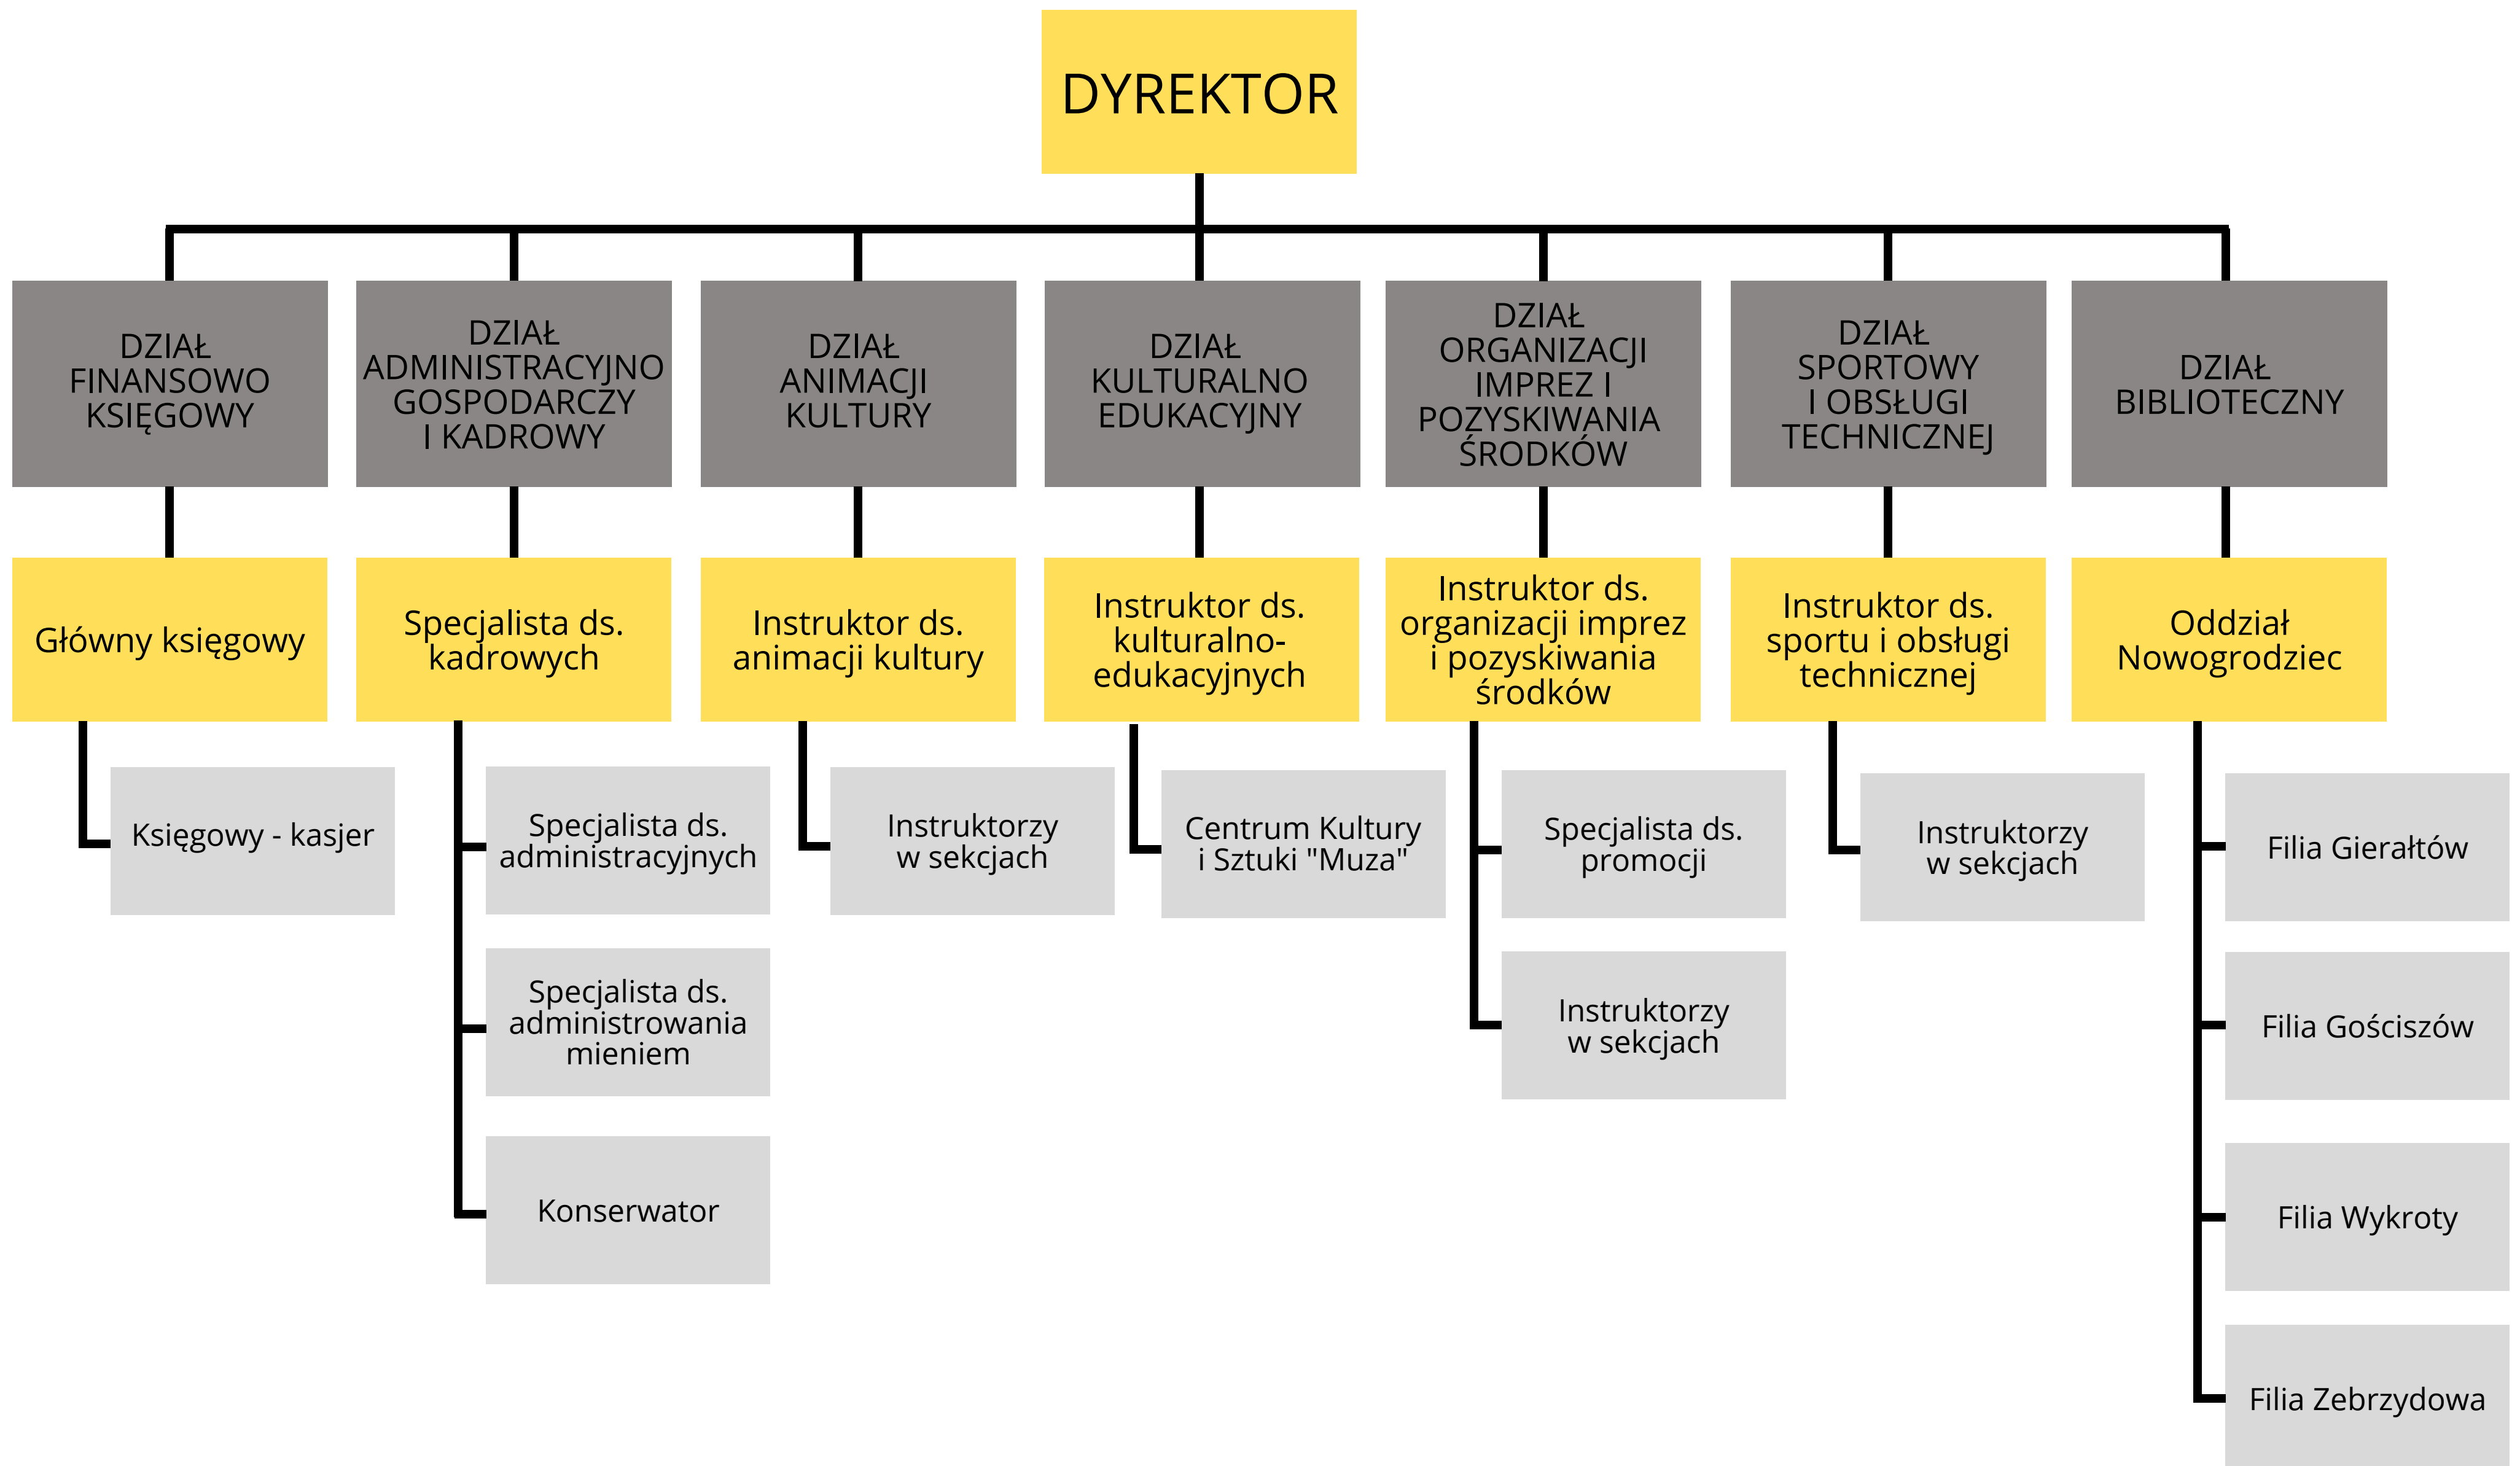 DYREKTOR
DZIAŁ
FINANSOWO
KSIĘGOWY
DZIAŁ
ADMINISTRACYJNO
GOSPODARCZY
I KADROWY
DZIAŁ
ANIMACJI
KULTURY
DZIAŁ
KULTURALNO
EDUKACYJNY
DZIAŁ
ORGANIZACJI
IMPREZ I
POZYSKIWANIA
ŚRODKÓW
DZIAŁ
SPORTOWY
I OBSŁUGI
TECHNICZNEJ
DZIAŁ
BIBLIOTECZNY
Główny księgowy
Specjalista ds.
kadrowych
Instruktor ds.
animacji kultury
Instruktor ds.
kulturalno-
edukacyjnych
Instruktor ds.
organizacji imprez
i pozyskiwania
środków
Instruktor ds.
sportu i obsługi
technicznej
Oddział
Nowogrodziec
Księgowy - kasjer
Specjalista ds.
administracyjnych
Instruktorzy
w sekcjach
Centrum Kultury
i Sztuki "Muza"
Specjalista ds.
promocji
Instruktorzy
w sekcjach
Filia Gierałtów
Specjalista ds.
administrowania
mieniem
Instruktorzy
w sekcjach
Filia Gościszów
Konserwator
Filia Wykroty
Filia Zebrzydowa